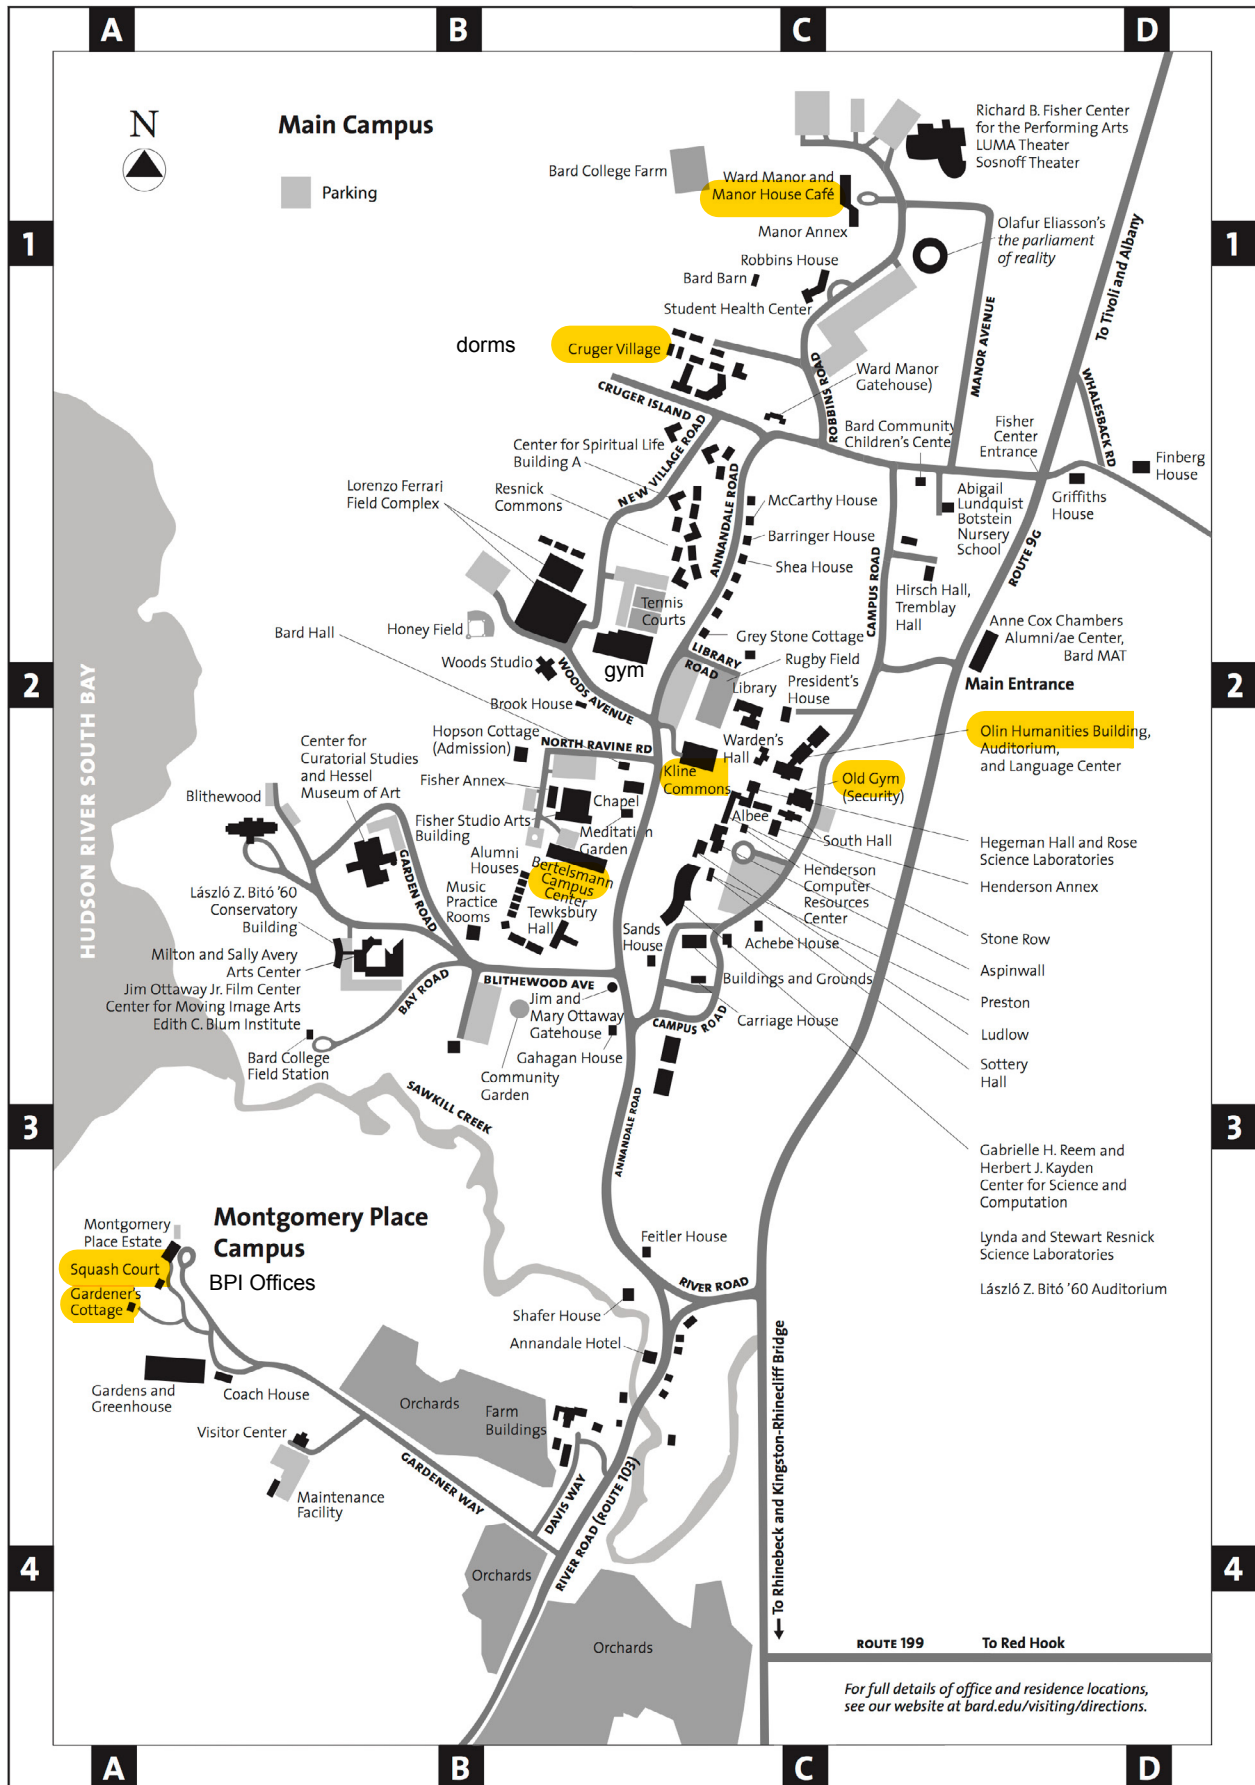 A
B
C
D
N
Main Campus
Parking
Richard B. Fisher Center
for the Performing Arts
LUMA Theater
Sosnoff Theater
Bard College Farm
Ward Manor and
Manor House Café
Manor Annex
Olafur Eliasson's
the parliament
of reality
To Tivoli and Albany
1
1
Robbins House
Bard Barn
Student Health Center
MANOR AVENUE
dorms
Cruger Village
CRUGER ISLAND
ROBBINS ROAD
Ward Manor
Gatehouse)
WHALESBACK RD
Bard Community
Children's Cente
Fisher
Center
Entrance
Finberg
House
Griffiths
House
Abigail
Lundquist
Botstein
Nursery
School
ROUTE 9G
Center for Spiritual Life
Building A
NEW VILLAGE ROAD
Lorenzo Ferrari
Field Complex
Resnick
Commons
ANNANDALE ROAD
McCarthy House
Barringer House
Shea House
CAMPUS ROAD
Hirsch Hall,
Tremblay
Hall
Tennis
Courts
Anne Cox Chambers
Alumni/ae Center,
Bard MAT
Bard Hall
Honey Field
Grey Stone Cottage
LIBRARY
ROAD
Rugby Field
Woods Studio
gym
WOODS AVENUE
2
2
Library
President's
House
Main Entrance
Brook House
HUDSON RIVER SOUTH BAY
Hopson Cottage
(Admission)
NORTH RAVINE RD
Warden's
Hall
Olin Humanities Building,
Auditorium,
and Language Center
Center for
Curatorial Studies
and Hessel
Museum of Art
Kline
Commons
Old Gym
(Security)
Blithewood
Fisher Annex
Chapel
Fisher Studio Arts
Building
Meditation
Garden
Albee
South Hall
Hegeman Hall and Rose
Science Laboratories
Alumni
Houses
Bertelsmann
Campus
Center
Henderson
Computer
Resources
Center
Henderson Annex
GARDEN ROAD
Music
Practice
Rooms
Tewksbury
Hall
László Z. Bitó '60
Conservatory
Building
Sands
House
Achebe House
Stone Row
Milton and Sally Avery
Arts Center
Jim Ottaway Jr. Film Center
Center for Moving Image Arts
Edith C. Blum Institute
BAY ROAD
BLITHEWOOD AVE
Buildings and Grounds
Aspinwall
Jim and
Mary Ottaway
Gatehouse
CAMPUS ROAD
Carriage House
Preston
Ludlow
Bard College
Field Station
Gahagan House
Community
Garden
Sottery
Hall
SAWKILL CREEK
ANNANDALE ROAD
3
3
Gabrielle H. Reem and
Herbert J. Kayden
Center for Science and
Computation
Lynda and Stewart Resnick
Science Laboratories
László Z. Bitó '60 Auditorium
Montgomery Place
Campus
BPI Offices
Montgomery
Place Estate
Squash Court
Gardener's
Cottage
Feitler House
RIVER ROAD
Shafer House
Annandale Hotel
Gardens and
Greenhouse
Coach House
Orchards
Farm
Buildings
Visitor Center
GARDENER WAY
Maintenance
Facility
DAVIS WAY
RIVER ROAD (ROUTE 103)
To Rhinebeck and Kingston-Rhinecliff Bridge
4
4
Orchards
Orchards
ROUTE 199
To Red Hook
For full details of office and residence locations,
see our website at bard.edu/visiting/directions.
A
B
C
D